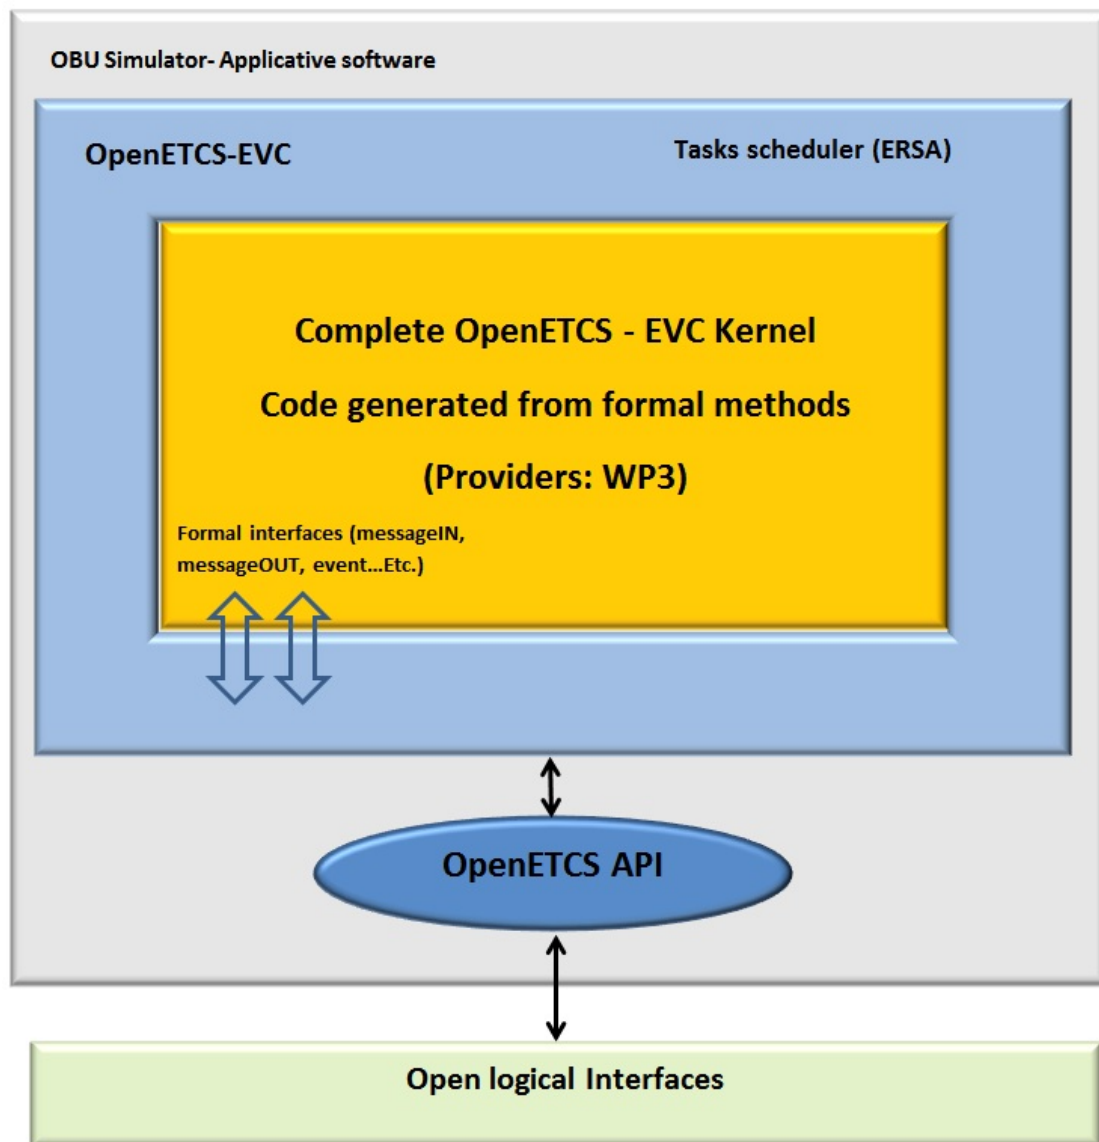 OBU Simulator- Applicative software
OpenETCS-EVC
Tasks scheduler (ERSA)
Complete OpenETCS - EVC Kernel
Code generated from formal methods
(Providers: WP3)
Formal interfaces (messageIN,
messageOUT, event...Etc.)
OpenETCS API
Open logical Interfaces